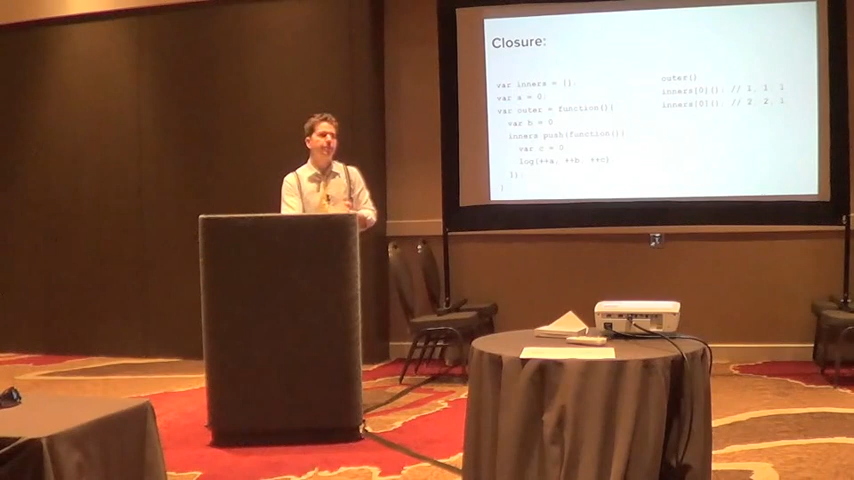 Closure:
var inners = [];
var a = 0;
var outer = function(){
var b = 0
inners.push(function(){
var c = 0
log(++a, ++b, ++c)
});
}
outer()
inners[0](); // 1, 1, 1
inners[0](); // 2, 2, 1